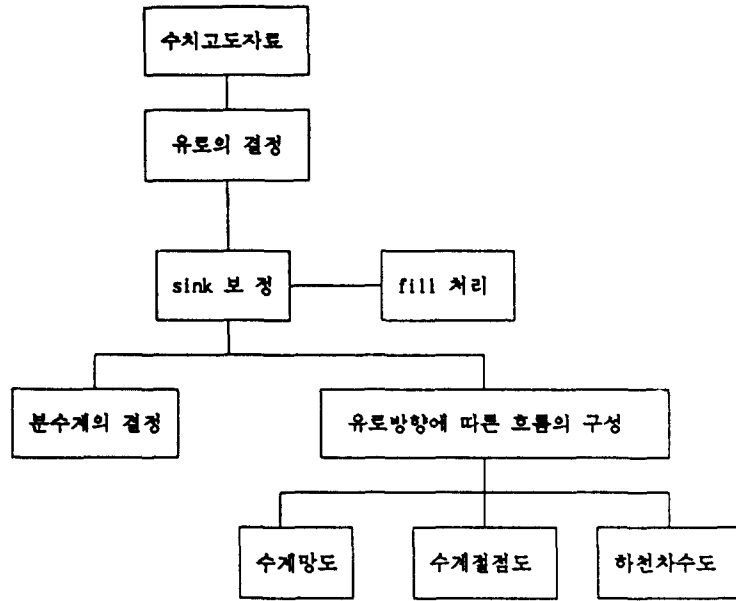 수치고도자료
유로의 결정
sink 보 정
fill 처리
분수계의 결정
유로방향에 따른 흐름의 구성
수계망도
수계절점도
하천차수도